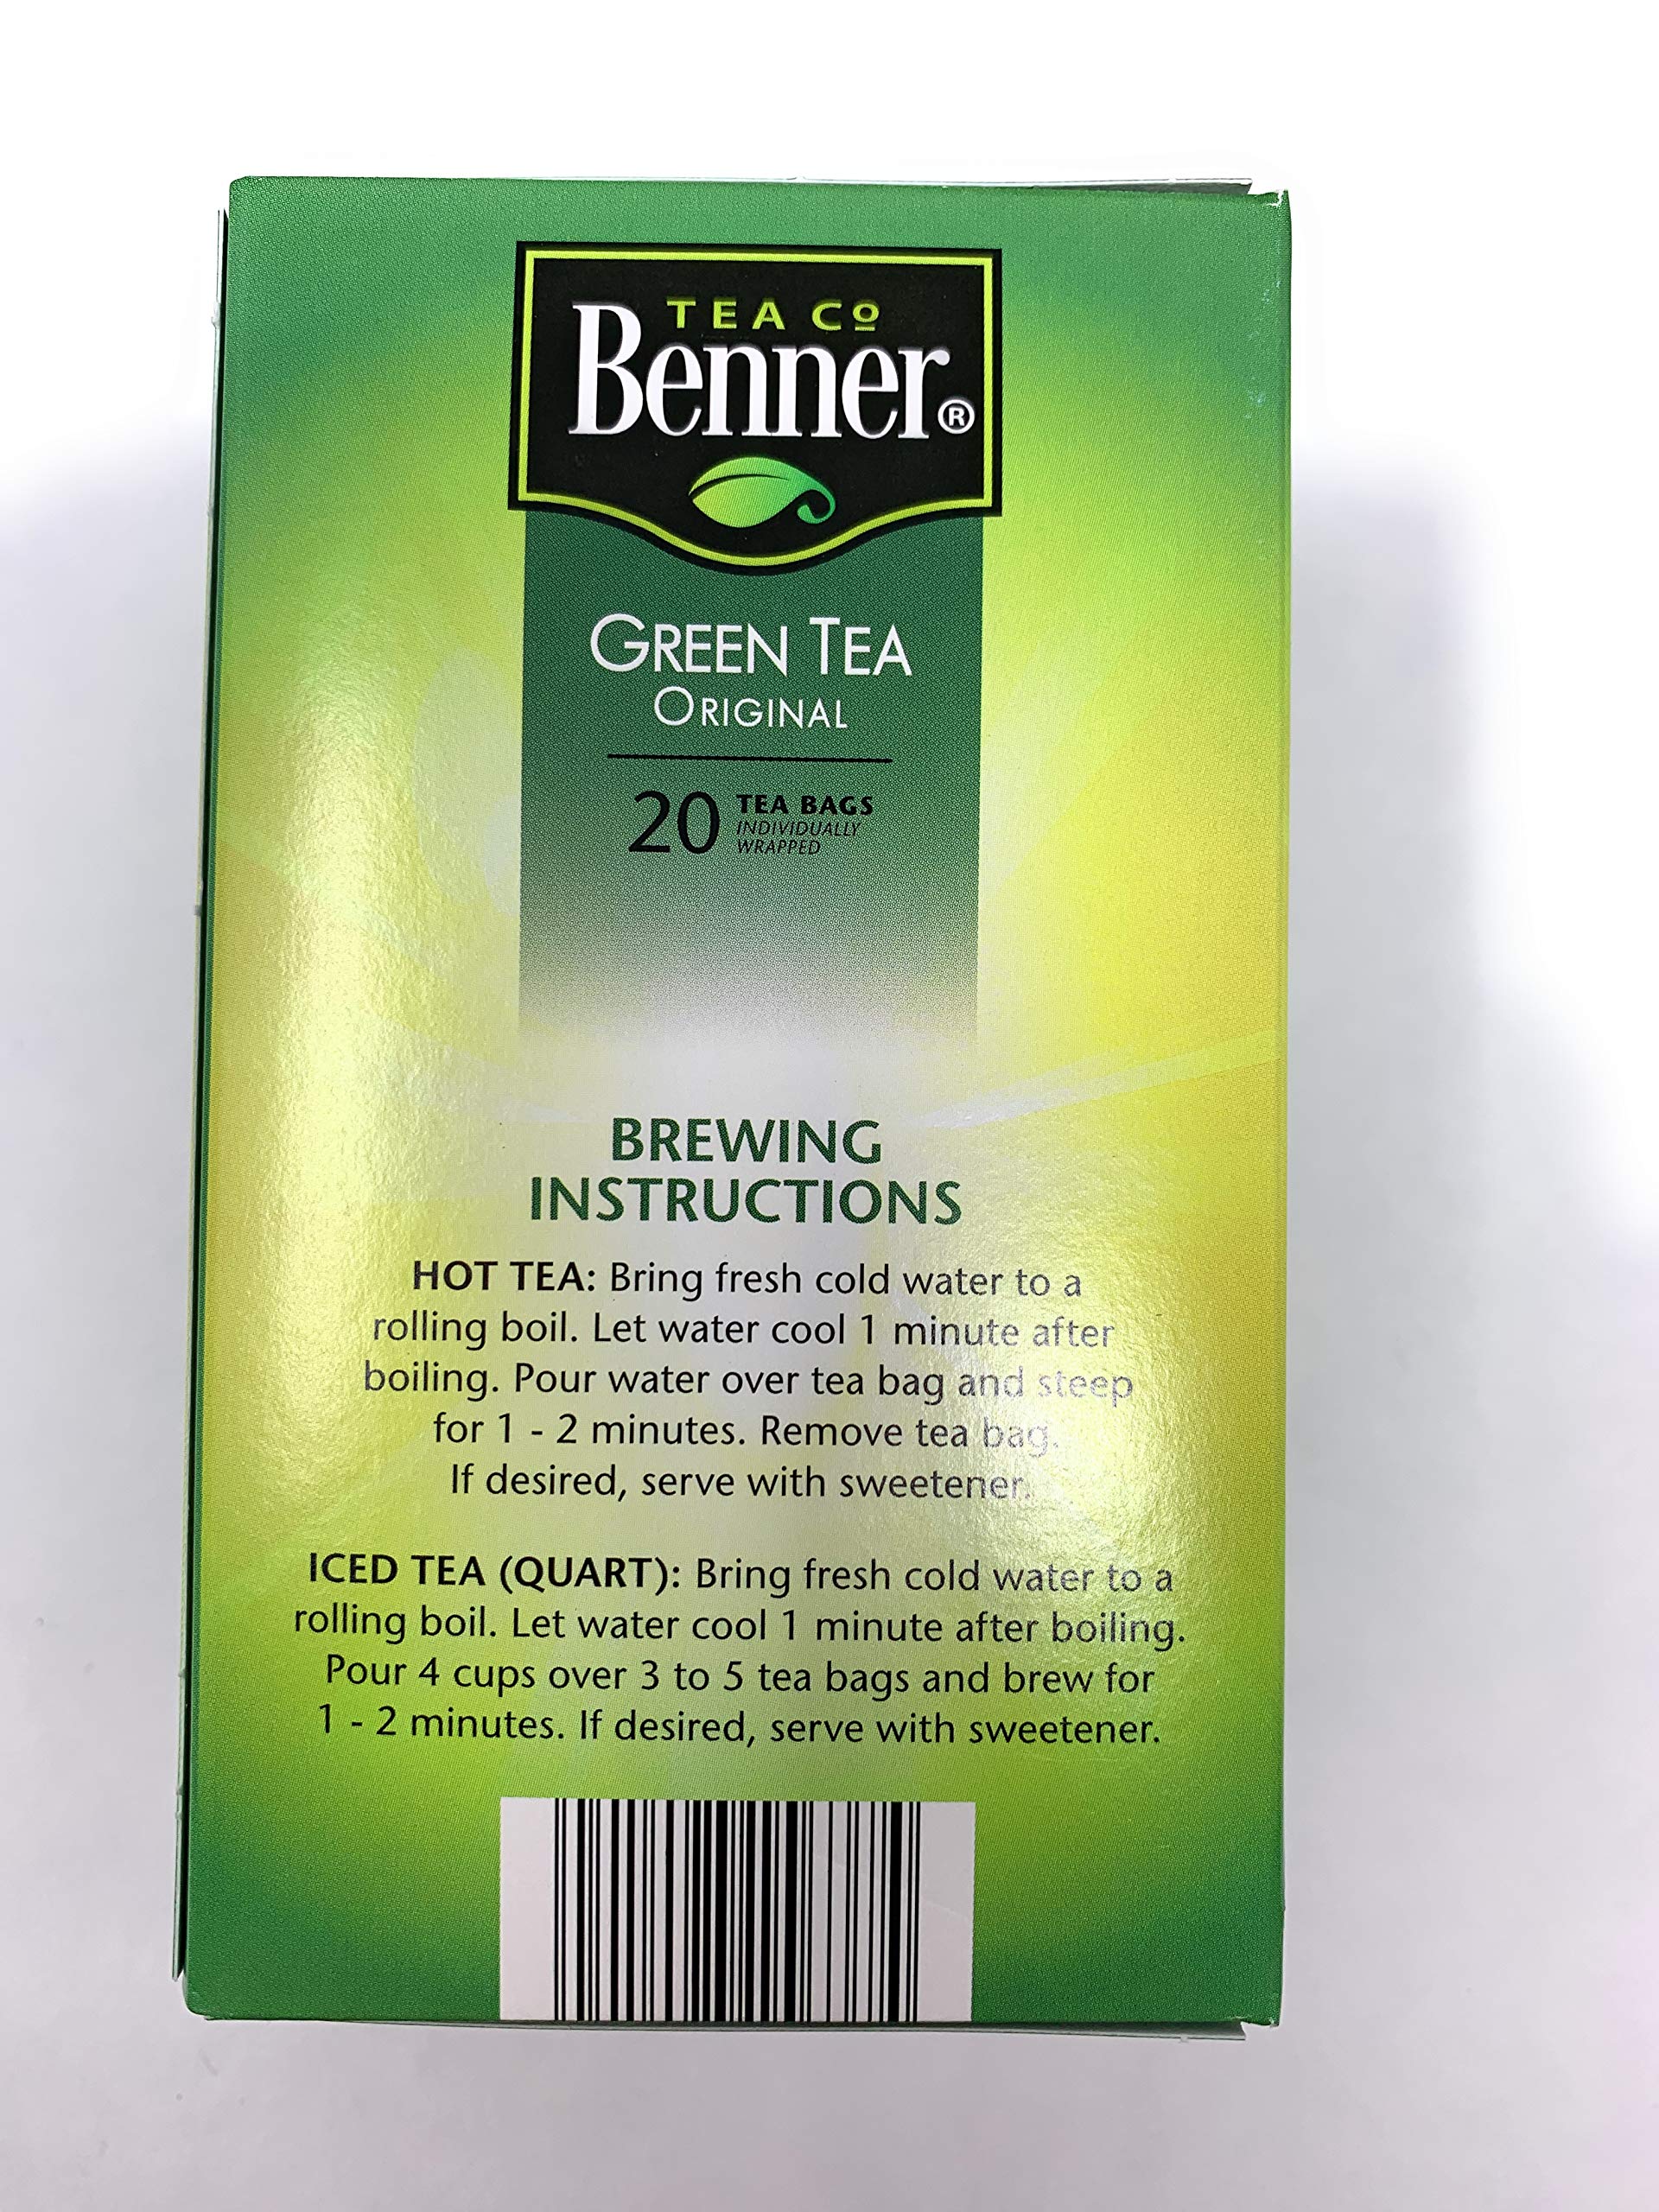 TEA Cº
Benner®
GREEN TEA
ORIGINAL
20 TEA BAGS
INDIVIDUALLY
WRAPPED
BREWING
INSTRUCTIONS
HOT TEA: Bring fresh cold water to a
rolling boil. Let water cool 1 minute after
boiling. Pour water over tea bag and steep
for 1 - 2 minutes. Remove tea bag.
If desired, serve with sweetener.
ICED TEA (QUART): Bring fresh cold water to a
rolling boil. Let water cool 1 minute after boiling.
Pour 4 cups over 3 to 5 tea bags and brew for
1 - 2 minutes. If desired, serve with sweetener.